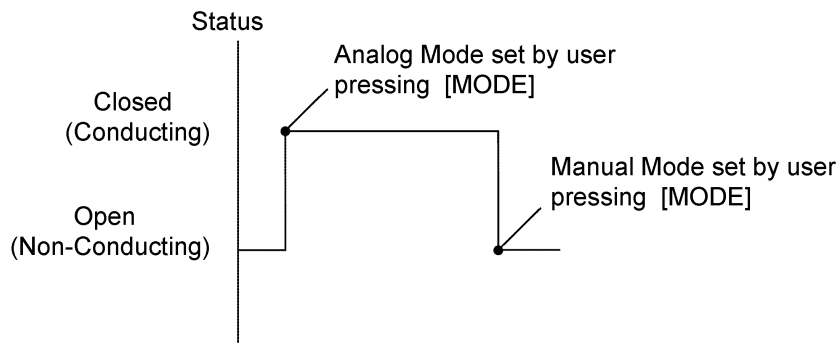 Status
Analog Mode set by user
pressing [MODE]
Closed
(Conducting)
Manual Mode set by user
pressing [MODE]
Open
(Non-Conducting)